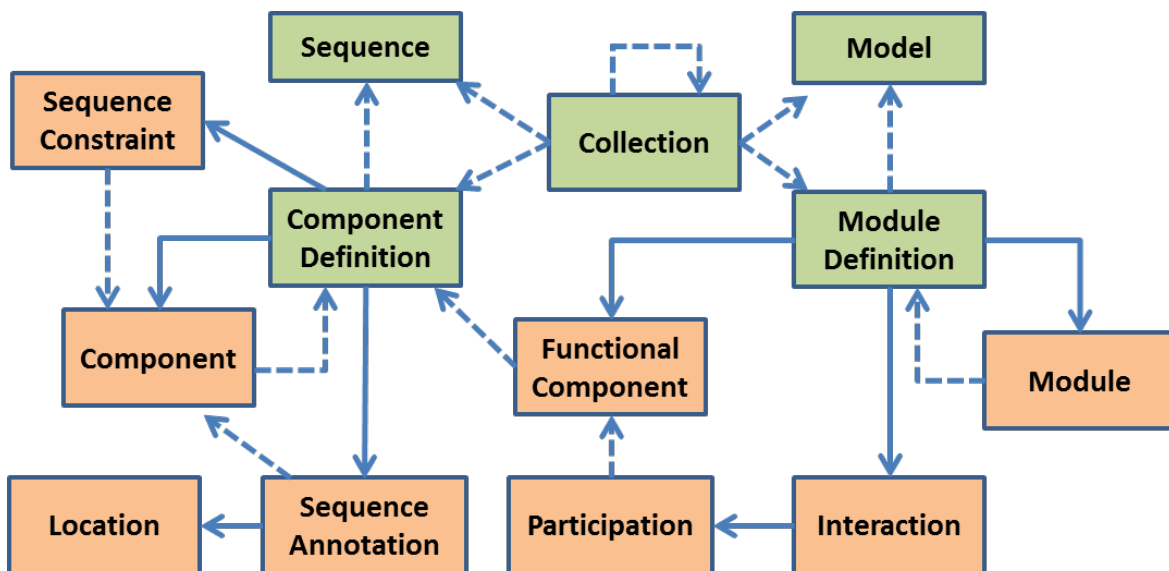 Sequence
Model
Sequence
Constraint
Collection
Component
Definition
Module
Definition
Component
Functional
Component
Module
Location
Sequence
Annotation
Participation
Interaction